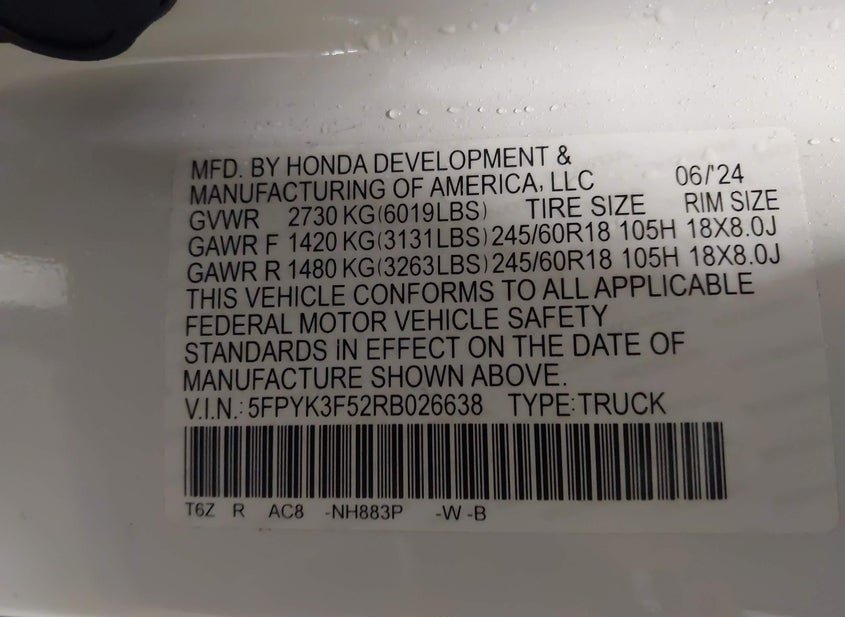 MFD. BY HONDA DEVELOPMENT &
MANUFACTURING OF AMERICA, LLC 06/'24
GVWR 2730 KG(6019LBS) TIRE SIZE RIM SIZE
GAWR F 1420 KG(3131LBS) 245/60R18 105H 18X8.0J
GAWR R 1480 KG(3263LBS) 245/60R18 105H 18X8.0J
THIS VEHICLE CONFORMS TO ALL APPLICABLE
FEDERAL MOTOR VEHICLE SAFETY
STANDARDS IN EFFECT ON THE DATE OF
MANUFACTURE SHOWN ABOVE.
V.I.N.: 5FPYK3F52RB026638 TYPE:TRUCK
T6Z R AC8 -NH883P -W -B